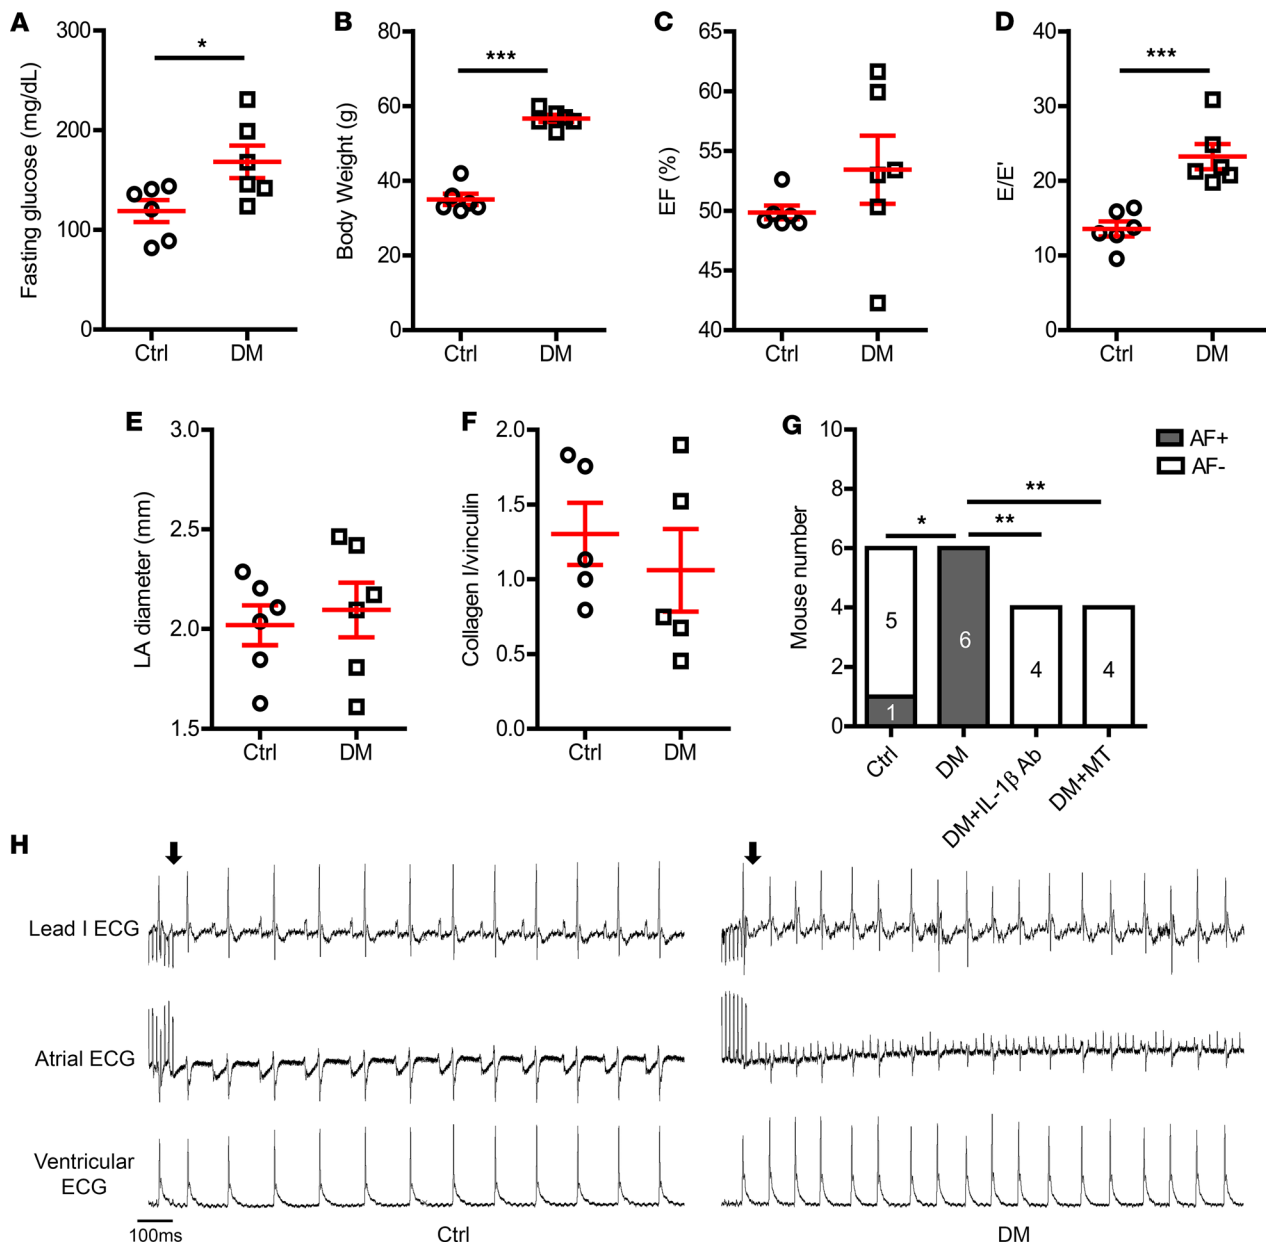 A
Fasting glucose (mg/dL)
300
200
100
0
*
Ctrl
DM
B
Body Weight (g)
80
60
40
20
0
***
Ctrl
DM
C
EF (%)
65
60
55
50
45
40
Ctrl
DM
D
E/E'
40
30
20
10
0
***
Ctrl
DM
E
LA diameter (mm)
3.0
2.5
2.0
1.5
Ctrl
DM
F
Collagen I/vinculin
2.0
1.5
1.0
0.5
0.0
Ctrl
DM
G
Mouse number
10
8
6
4
2
0
AF+
AF-
**
*
**
5
1
6
4
4
Ctrl
DM
DM+IL-1β Ab
DM+MT
H
Lead I ECG
Atrial ECG
Ventricular
ECG
100ms
Ctrl
DM